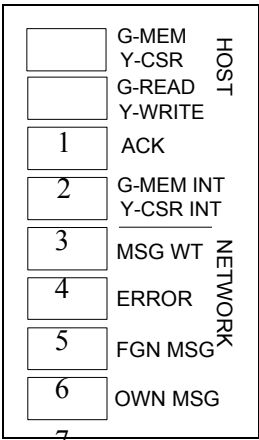 G-MEM
Y-CSR
HOST
G-READ
Y-WRITE
1 ACK
2 G-MEM INT
Y-CSR INT
3 MSG WT
NETWORK
4 ERROR
5 FGN MSG
6 OWN MSG
7